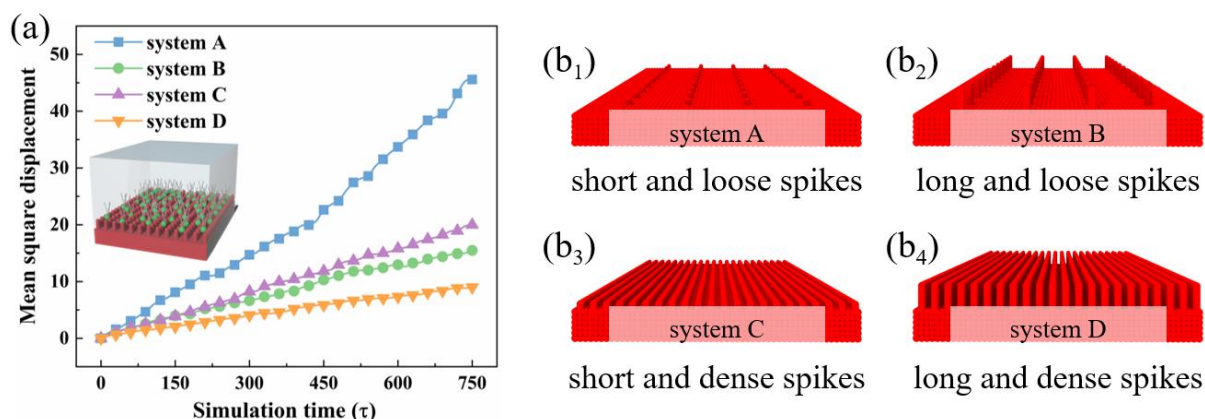 (a)
50
40
30
20
10
0
Mean square displacement
system A
system B
system C
system D
0 150 300 450 600 750
Simulation time (τ)
(b1)
system A
short and loose spikes
(b2)
system B
long and loose spikes
(b3)
system C
short and dense spikes
(b4)
system D
long and dense spikes